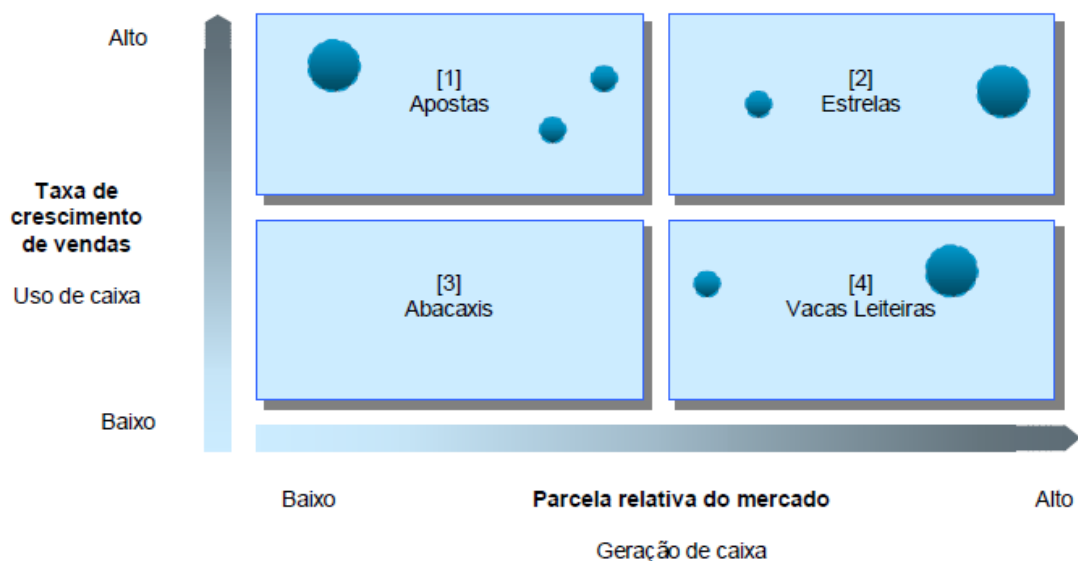 Alto
[1]
Apostas
[2]
Estrelas
Taxa de
crescimento
de vendas
Uso de caixa
[3]
Abacaxis
[4]
Vacas Leiteiras
Baixo
Baixo
Parcela relativa do mercado
Alto
Geração de caixa